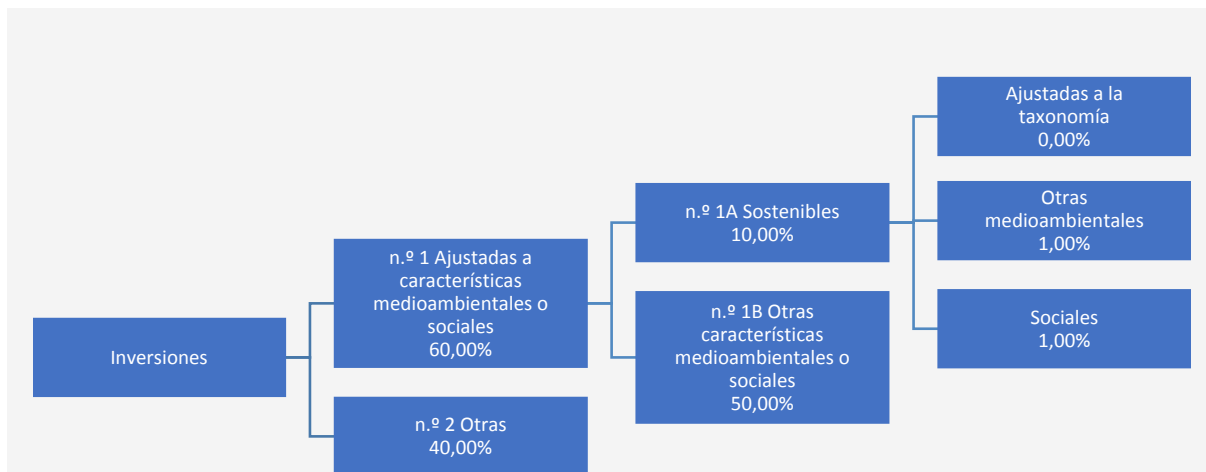 Inversiones
n.º 1 Ajustadas a
características
medioambientales o
sociales
60,00%
n.º 2 Otras
40,00%
n.º 1A Sostenibles
10,00%
n.º 1B Otras
características
medioambientales o
sociales
50,00%
Ajustadas a la
taxonomía
0,00%
Otras
medioambientales
1,00%
Sociales
1,00%